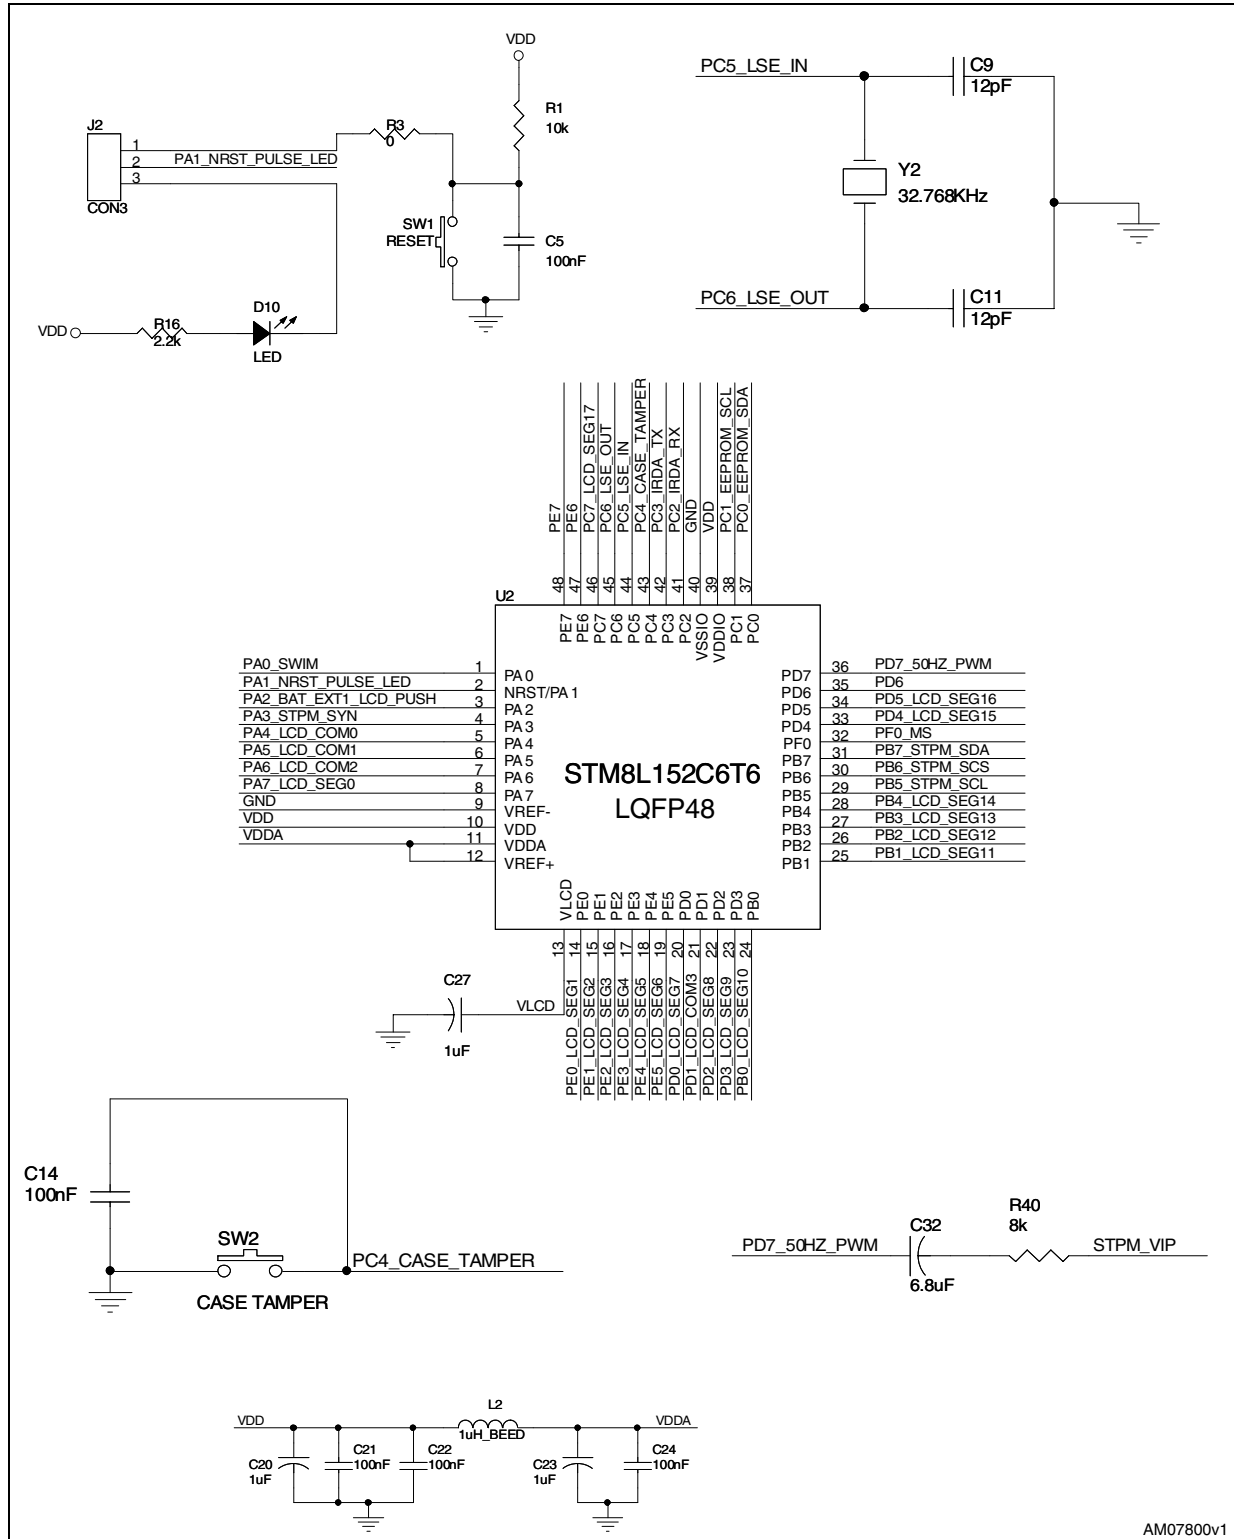 VDD
R1
10k
J2
R3
0
1
2
PA1_NRST_PULSE_LED
3
CON3
SW1
RESET
C5
100nF
D10
VDD
R16
2.2k
LED
PC5_LSE_IN
C9
12pF
Y2
32.768KHz
PC6_LSE_OUT
C11
12pF
PE7
PE6
PC7_LCD_SEG17
PC6_LSE_OUT
PC5_LSE_IN
PC4_CASE_TAMPER
PC3_IRDA_TX
PC2_IRDA_RX
GND
VDD
PC1_EEPROM_SCL
PC0_EEPROM_SDA
48
47
46
45
44
43
42
41
40
39
38
37
U2
PE7
PE6
PC7
PC6
PC5
PC4
PC3
PC2
VSSIO
VDDIO
PC1
PC0
PA0_SWIM 1 PA0
PA1_NRST_PULSE_LED 2 NRST/PA1
PA2_BAT_EXT1_LCD_PUSH 3 PA2
PA3_STPM_SYN 4 PA3
PA4_LCD_COM0 5 PA4
PA5_LCD_COM1 6 PA5
PA6_LCD_COM2 7 PA6
PA7_LCD_SEG0 8 PA7
GND 9 VREF-
VDD 10 VDD
VDDA 11 VDDA
12 VREF+
STM8L152C6T6
LQFP48
PD7 36 PD7_50HZ_PWM
PD6 35 PD6
PD5 34 PD5_LCD_SEG16
PD4 33 PD4_LCD_SEG15
PF0 32 PF0_MS
PB7 31 PB7_STPM_SDA
PB6 30 PB6_STPM_SCS
PB5 29 PB5_STPM_SCL
PB4 28 PB4_LCD_SEG14
PB3 27 PB3_LCD_SEG13
PB2 26 PB2_LCD_SEG12
PB1 25 PB1_LCD_SEG11
VLCD
PE0
PE1
PE2
PE3
PE4
PE5
PD0
PD1
PD2
PD3
PB0
13
14
15
16
17
18
19
20
21
22
23
24
C27
1uF
VLCD
PE0_LCD_SEG1
PE1_LCD_SEG2
PE2_LCD_SEG3
PE3_LCD_SEG4
PE4_LCD_SEG5
PE5_LCD_SEG6
PD0_LCD_SEG7
PD1_LCD_COM3
PD2_LCD_SEG8
PD3_LCD_SEG9
PB0_LCD_SEG10
C14
100nF
SW2
PC4_CASE_TAMPER
CASE TAMPER
PD7_50HZ_PWM
C32
6.8uF
R40
8k
STPM_VIP
VDD
L2
1uH_BEED
VDDA
C20
1uF
C21
100nF
C22
100nF
C23
1uF
C24
100nF
AM07800v1